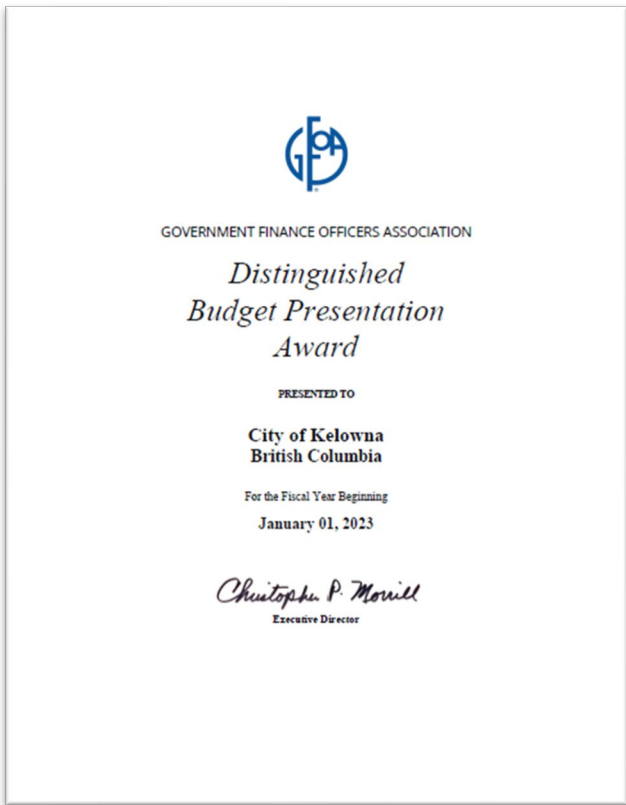 GFOA
GOVERNMENT FINANCE OFFICERS ASSOCIATION
Distinguished
Budget Presentation
Award
PRESENTED TO
City of Kelowna
British Columbia
For the Fiscal Year Beginning
January 01, 2023
Christopher P. Morrill
Executive Director